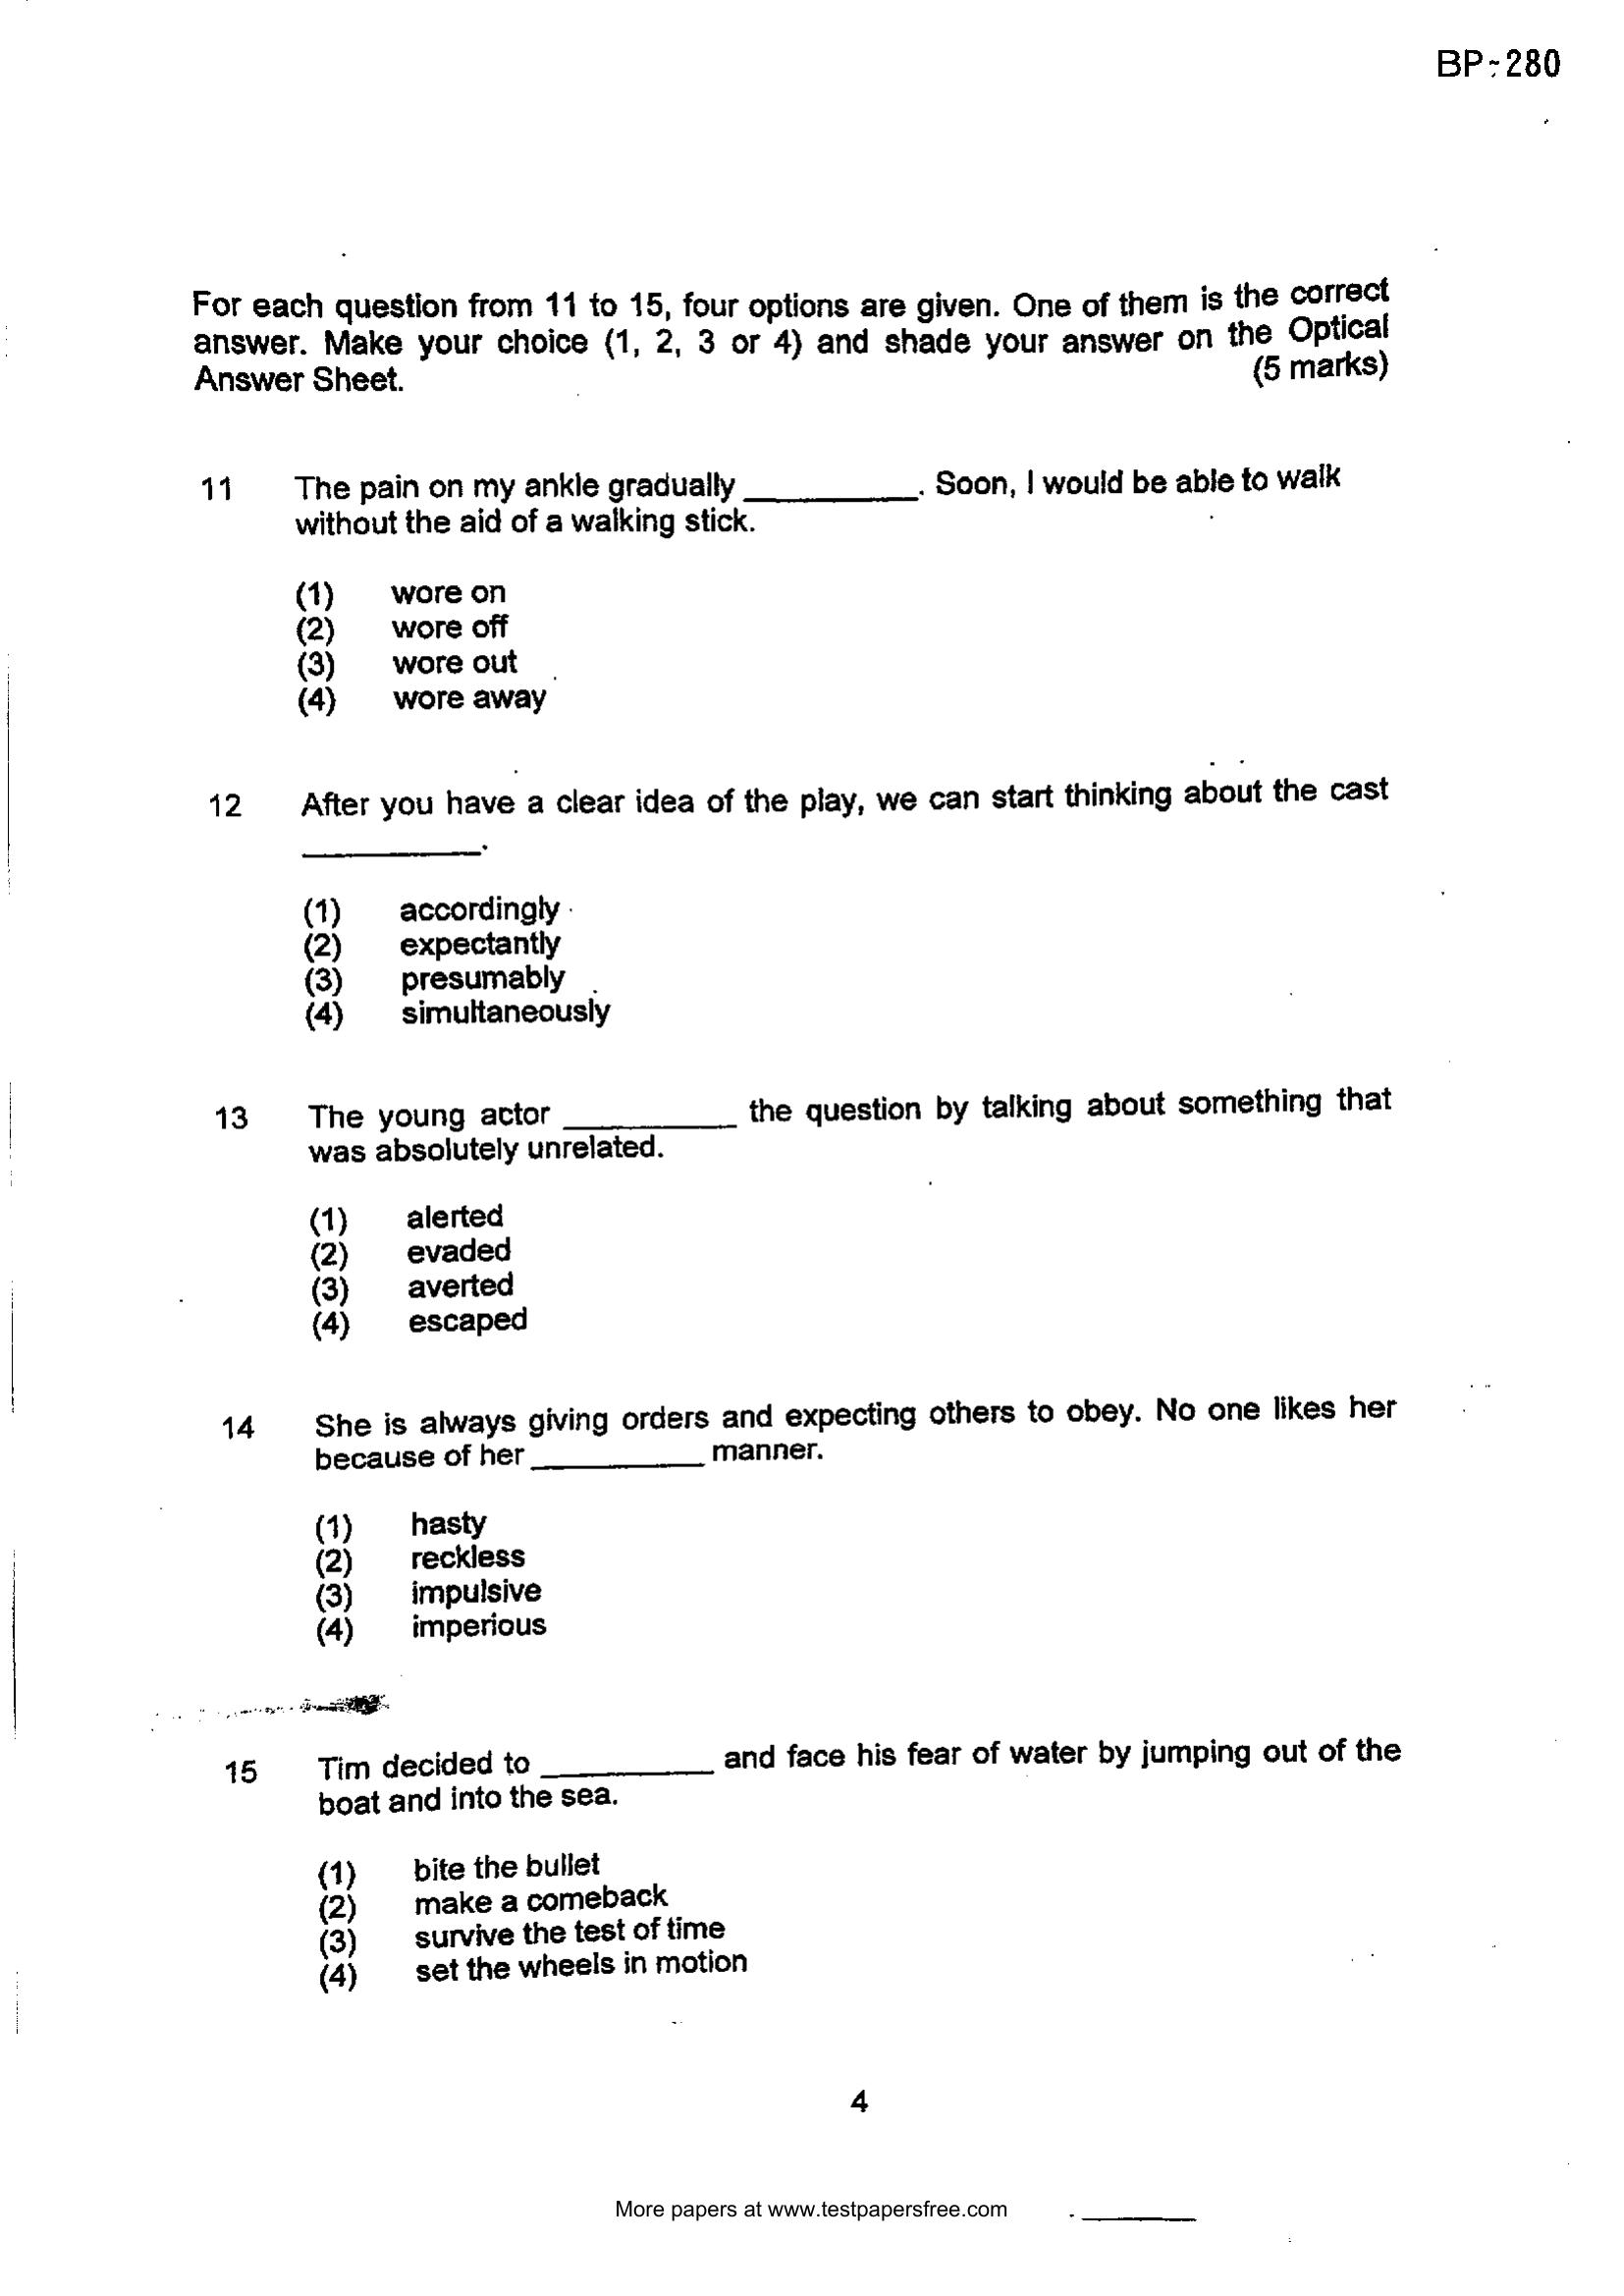 BP-280
For each question from 11 to 15, four options are given. One of them is the correct
answer. Make your choice (1, 2, 3 or 4) and shade your answer on the Optical
Answer Sheet. (5 marks)
11 The pain on my ankle gradually __________. Soon, I would be able to walk
without the aid of a walking stick.
(1) wore on
(2) wore off
(3) wore out
(4) wore away
12 After you have a clear idea of the play, we can start thinking about the cast
__________.
(1) accordingly
(2) expectantly
(3) presumably
(4) simultaneously
13 The young actor __________ the question by talking about something that
was absolutely unrelated.
(1) alerted
(2) evaded
(3) averted
(4) escaped
14 She is always giving orders and expecting others to obey. No one likes her
because of her __________ manner.
(1) hasty
(2) reckless
(3) impulsive
(4) imperious
15 Tim decided to __________ and face his fear of water by jumping out of the
boat and into the sea.
(1) bite the bullet
(2) make a comeback
(3) survive the test of time
(4) set the wheels in motion
4
More papers at www.testpapersfree.com